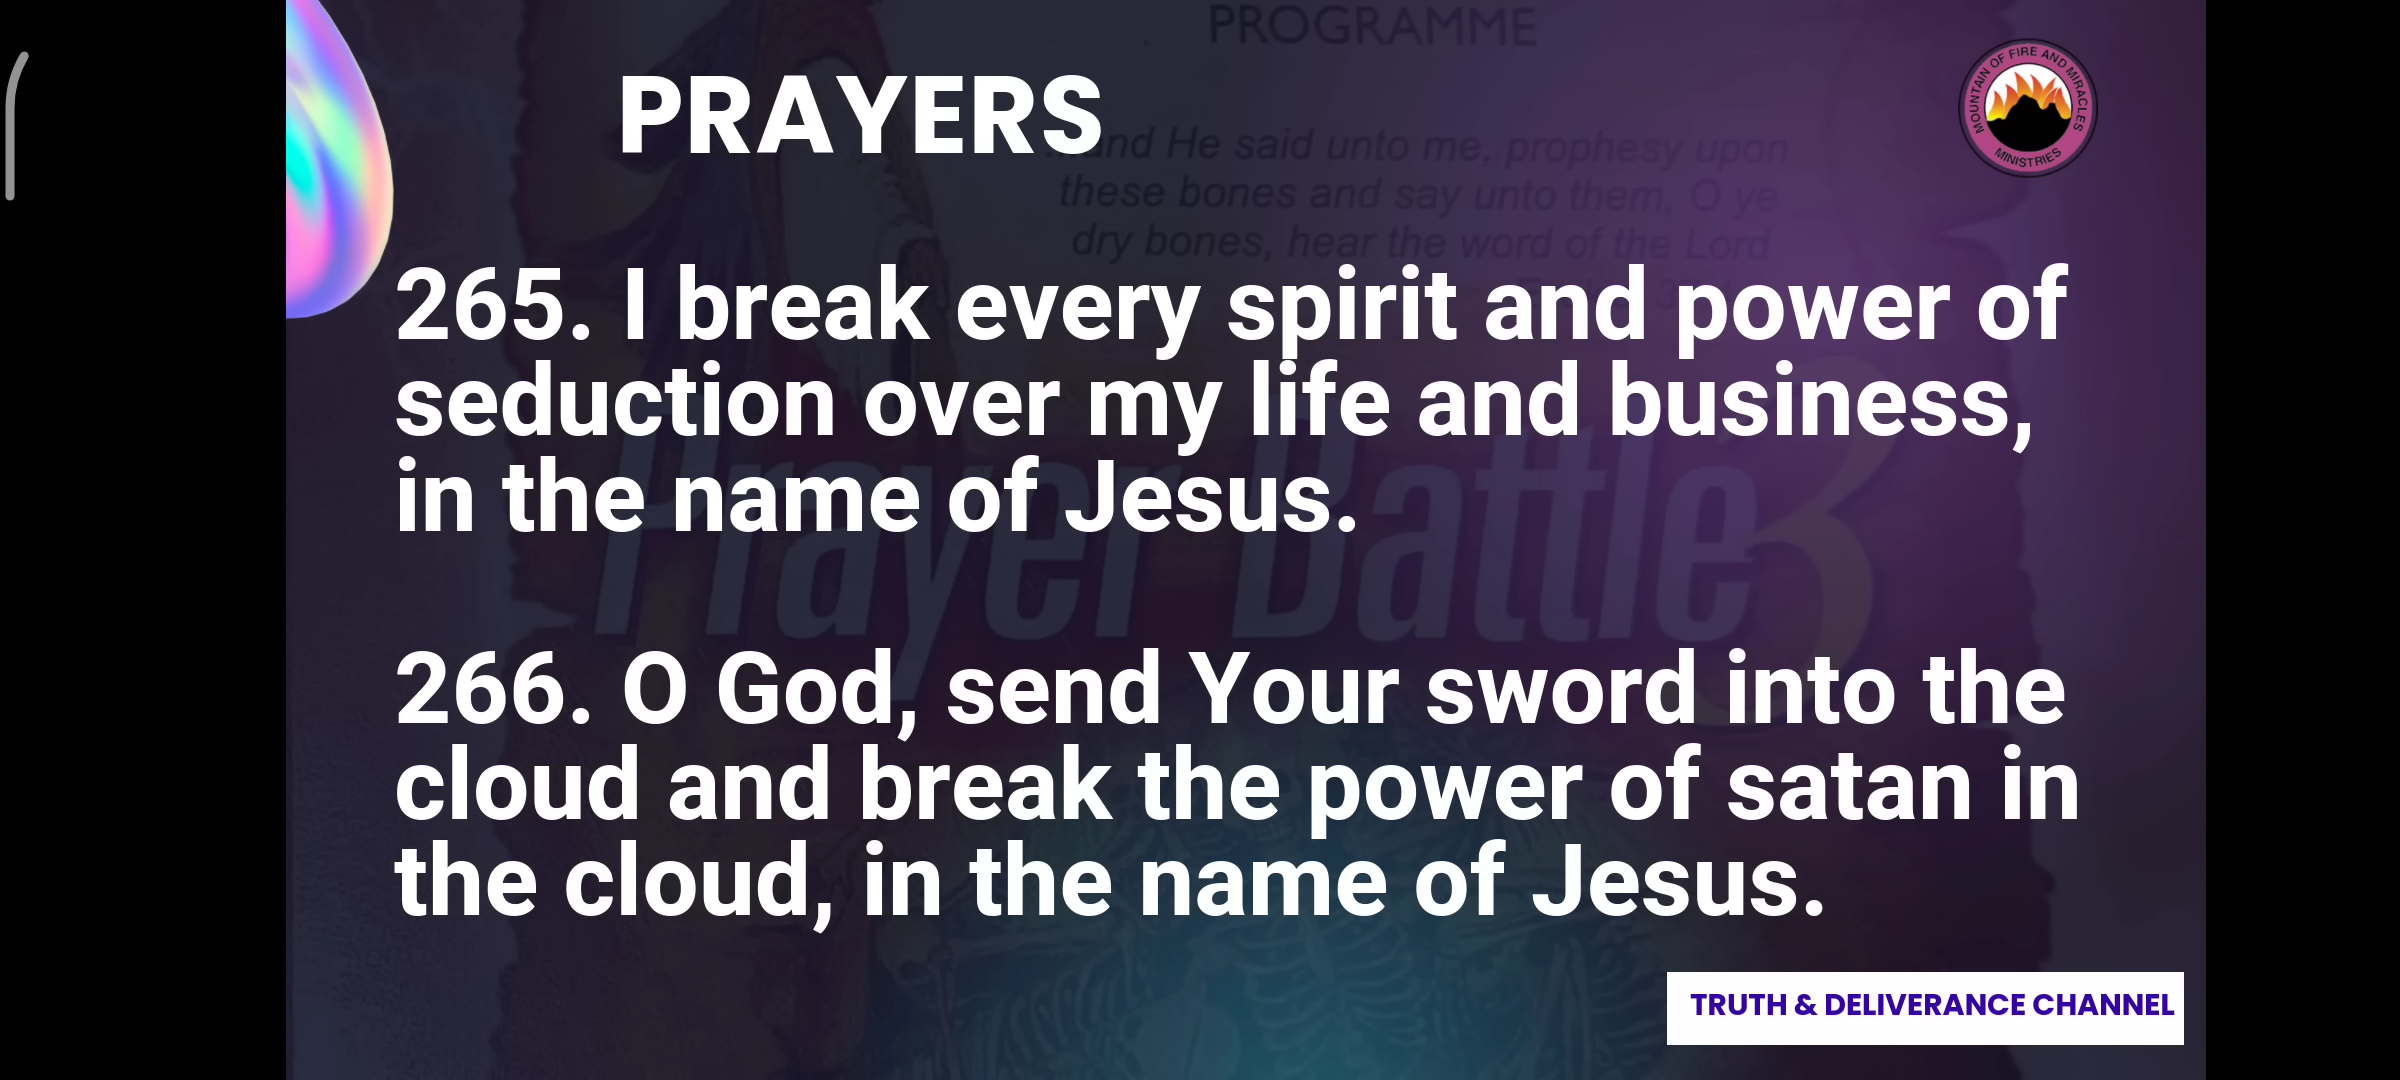 PROGRAMME
PRAYERS
MOUNTAIN OF FIRE AND MIRACLES
MINISTRIES
and He said unto me, prophesy upon
these bones and say unto them, O ye
dry bones, hear the word of the Lord
265. I break every spirit and power of
seduction over my life and business,
in the name of Jesus.
Prayer Battle
3
266. O God, send Your sword into the
cloud and break the power of satan in
the cloud, in the name of Jesus.
TRUTH & DELIVERANCE CHANNEL